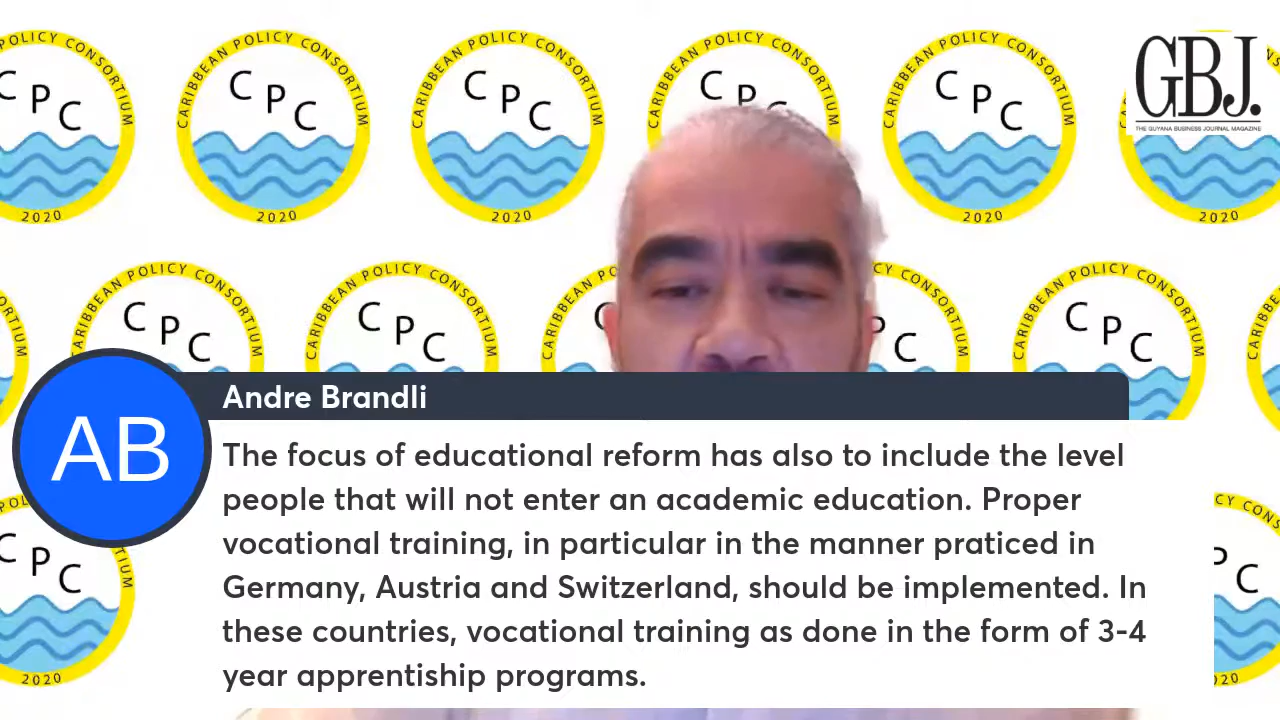 CARIBBEAN POLICY CONSORTIUM
CPC
2020
GBJ.
THE GUYANA BUSINESS JOURNAL MAGAZINE
AB
Andre Brandli
The focus of educational reform has also to include the level
people that will not enter an academic education. Proper
vocational training, in particular in the manner praticed in
Germany, Austria and Switzerland, should be implemented. In
these countries, vocational training as done in the form of 3-4
year apprentiship programs.